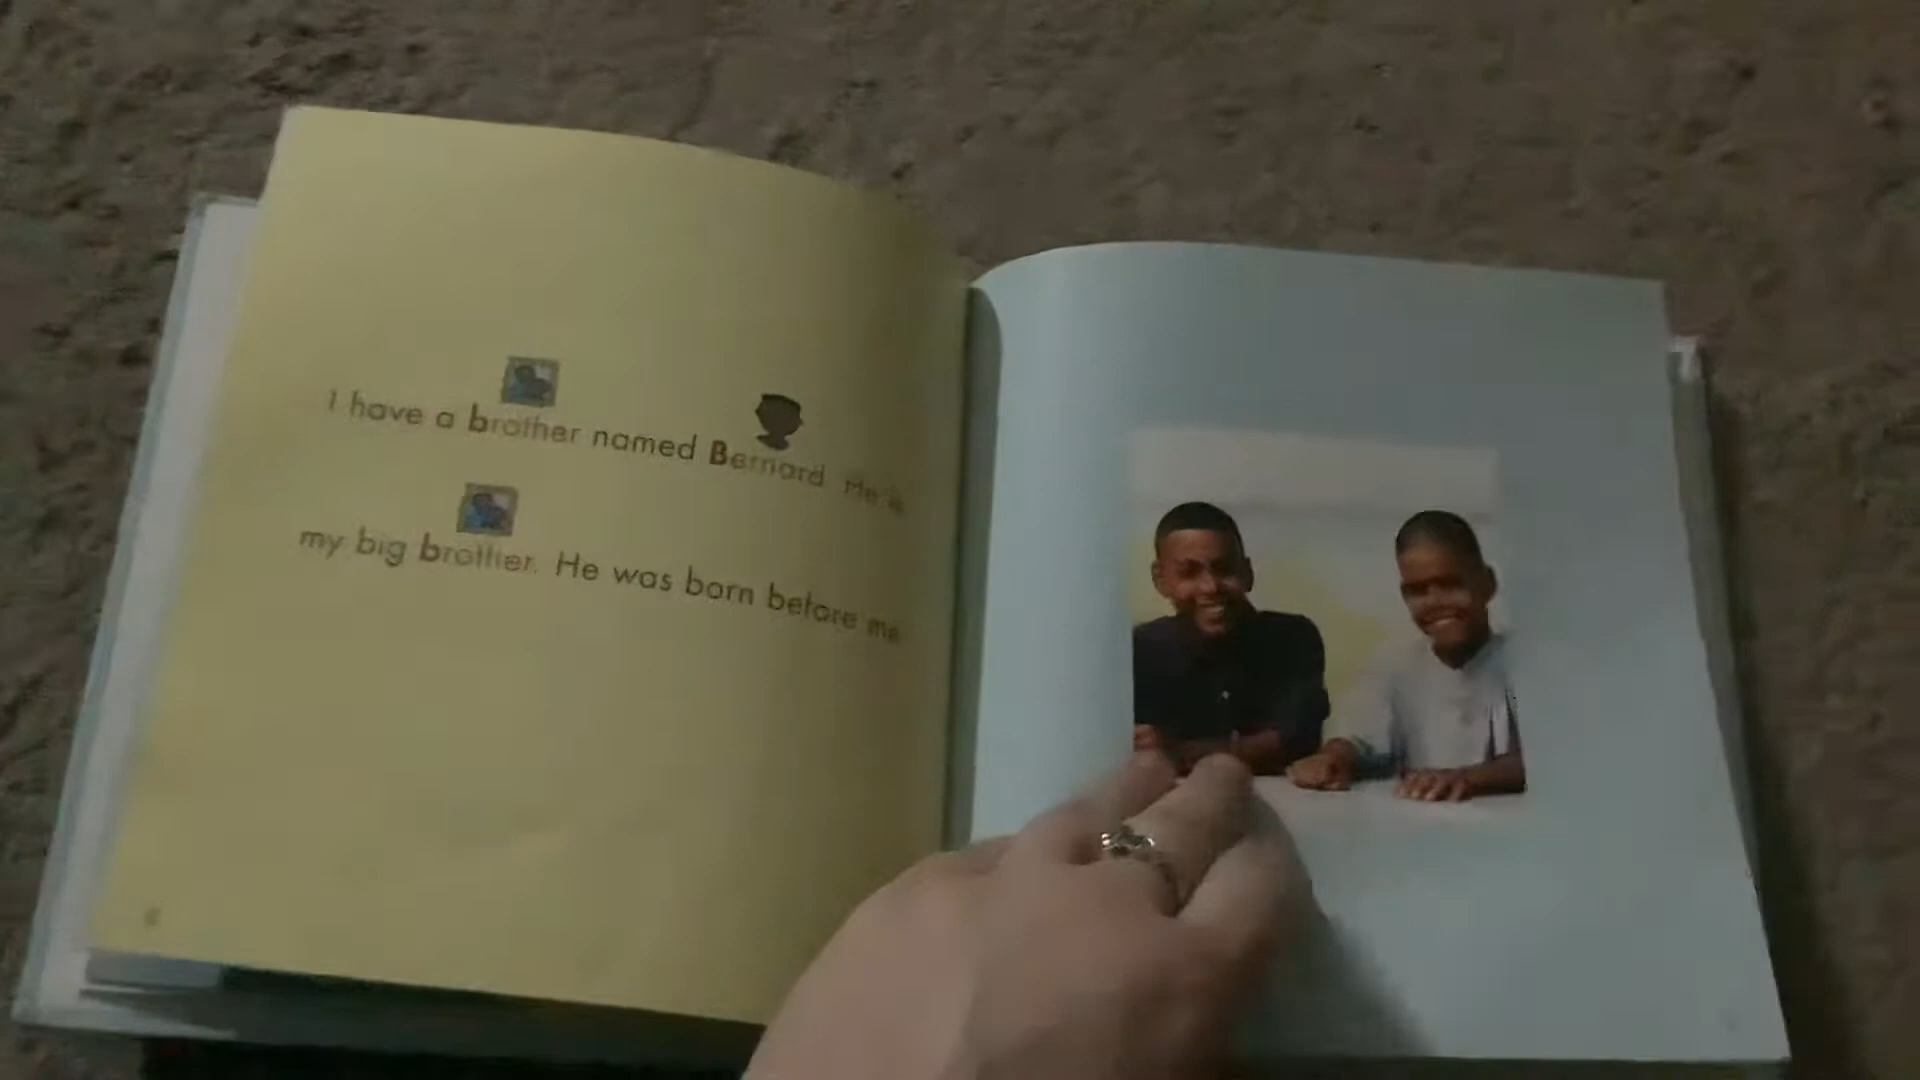 I have a brother named Bernard. He is
my big brother. He was born before me.